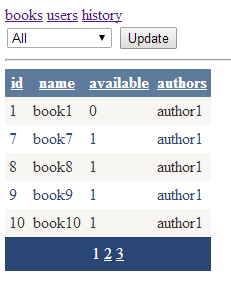 books users history
All Update
id name available authors
1 book1 0 author1
7 book7 1 author1
8 book8 1 author1
9 book9 1 author1
10 book10 1 author1
1 2 3